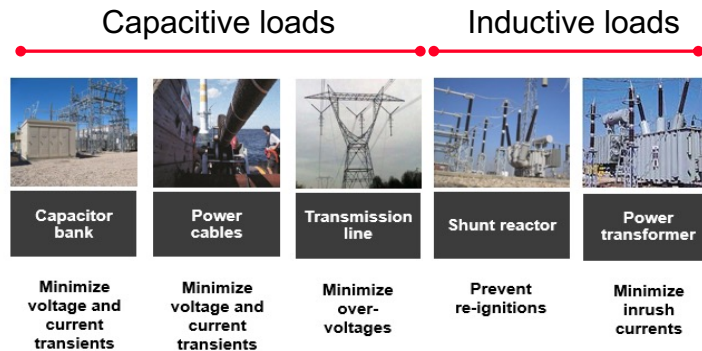 Capacitive loads
Inductive loads
Capacitor
bank
Power
cables
Transmission
line
Shunt reactor
Power
transformer
Minimize
voltage and
current
transients
Minimize
voltage and
current
transients
Minimize
over-
voltages
Prevent
re-ignitions
Minimize
inrush
currents